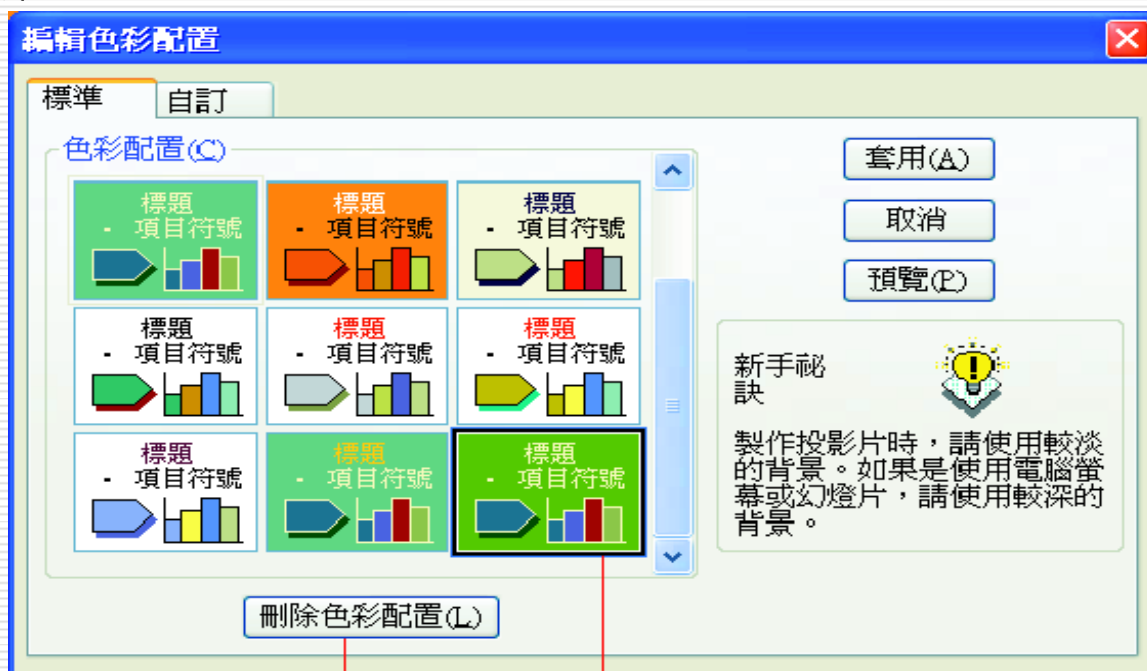 編輯色彩配置
標準
自訂
色彩配置(C)
標題
- 項目符號
標題
- 項目符號
標題
- 項目符號
標題
- 項目符號
標題
- 項目符號
標題
- 項目符號
標題
- 項目符號
標題
- 項目符號
標題
- 項目符號
刪除色彩配置(L)
套用(A)
取消
預覽(P)
新手祕
訣
製作投影片時，請使用較淡
的背景。如果是使用電腦螢
幕或幻燈片，請使用較深的
背景。